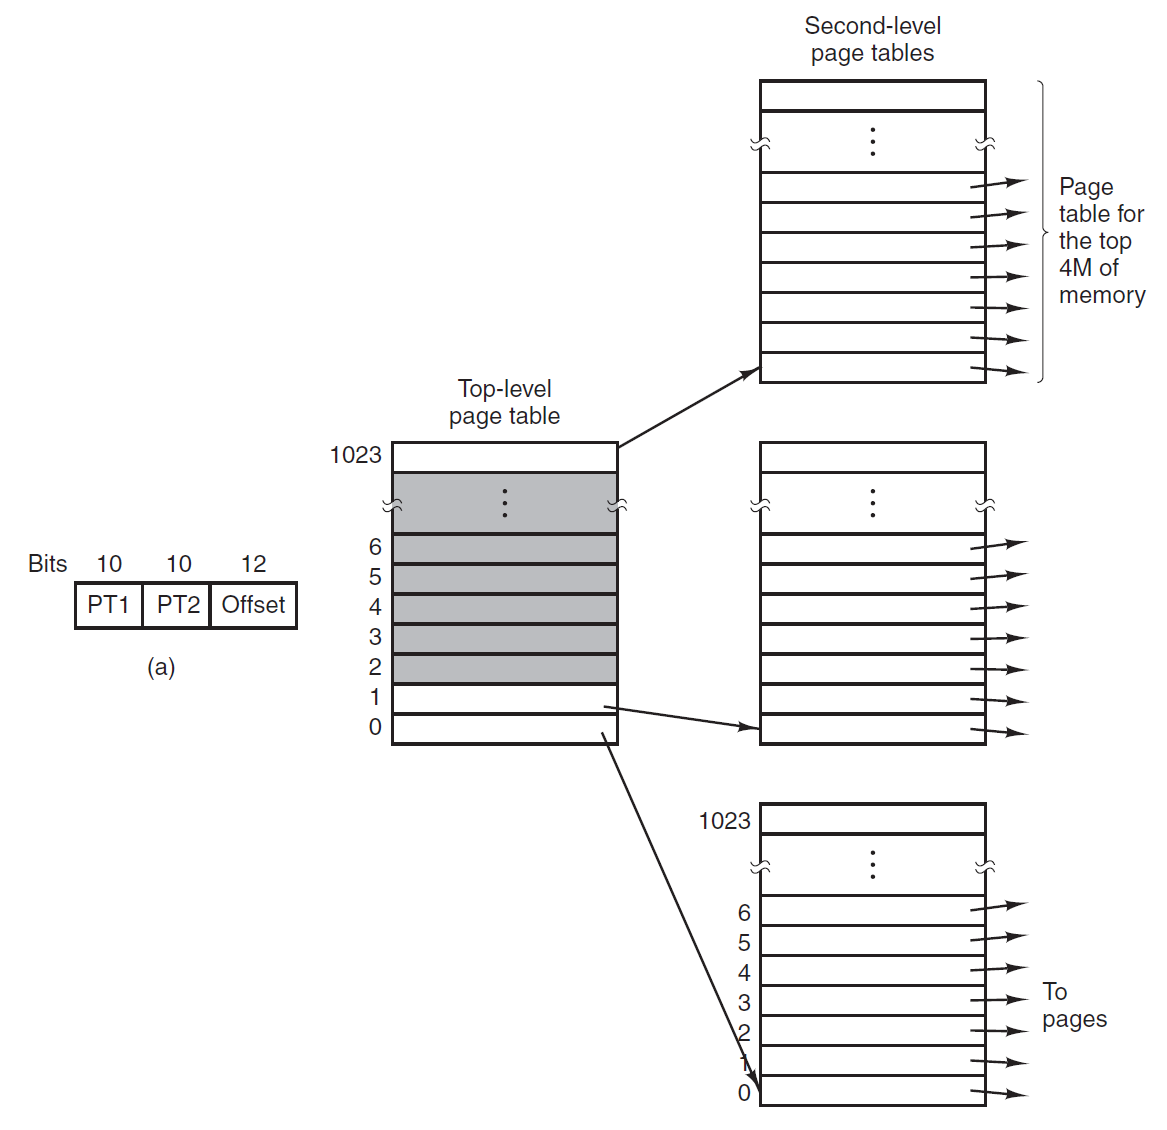 Second-level
page tables
Page
table for
the top
4M of
memory
Top-level
page table
1023
6
5
4
3
2
1
0
Bits 10 10 12
PT1 PT2 Offset
(a)
1023
6
5
4
3
2
1
0
To
pages